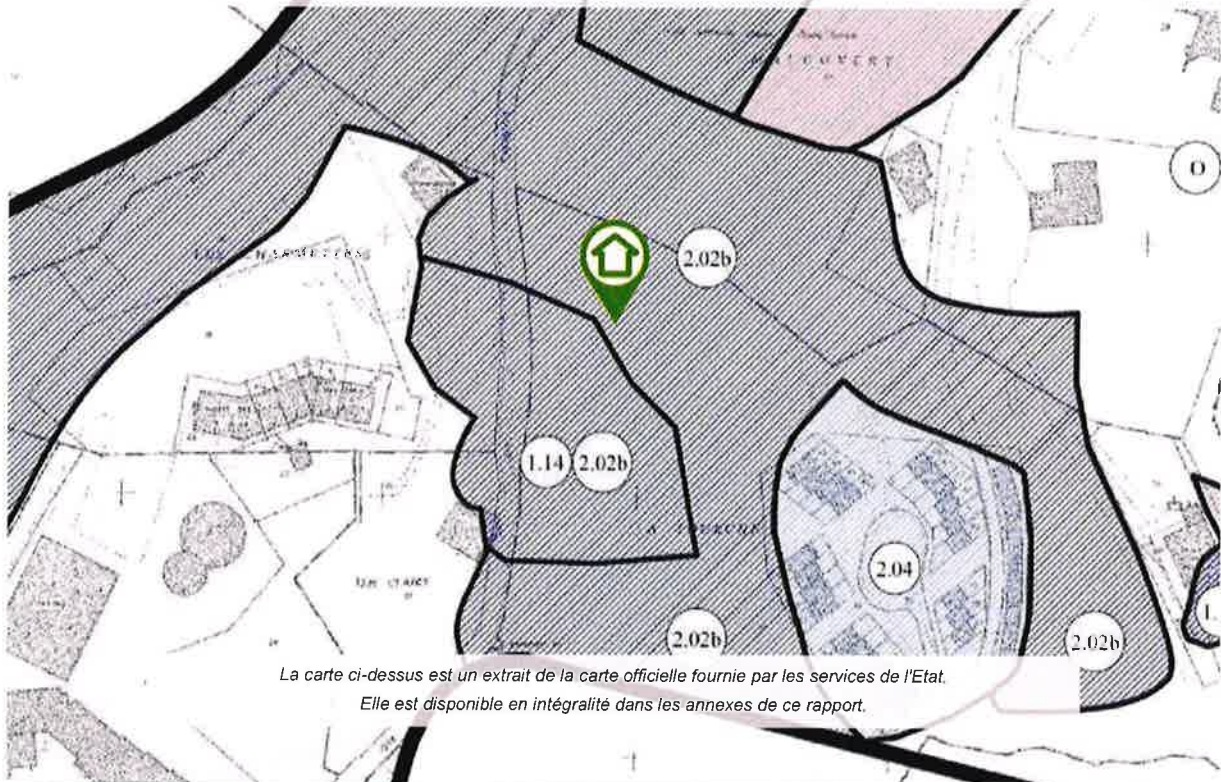 O
2.02b
1.14
2.02b
2.04
2.02b
2.02b
1.
La carte ci-dessus est un extrait de la carte officielle fournie par les services de l'Etat.
Elle est disponible en intégralité dans les annexes de ce rapport.